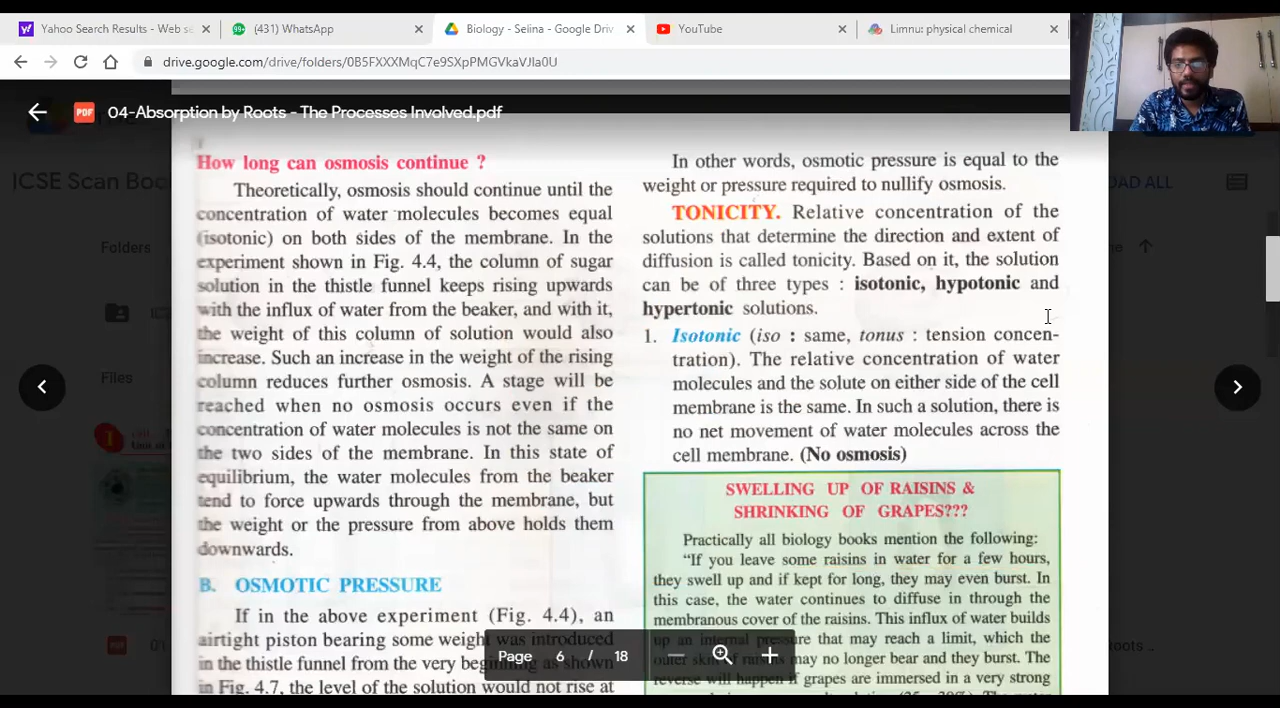 Yahoo Search Results - Web se
99+ (431) WhatsApp
Biology - Selina - Google Driv
YouTube
Limnu: physical chemical
drive.google.com/drive/folders/0B5FXXXMqC7e9SXpPMGVkaVJla0U
PDF 04-Absorption by Roots - The Processes Involved.pdf
ICSE Scan Boo
OAD ALL
Folders
Files
How long can osmosis continue ?
Theoretically, osmosis should continue until the
concentration of water molecules becomes equal
(isotonic) on both sides of the membrane. In the
experiment shown in Fig. 4.4, the column of sugar
solution in the thistle funnel keeps rising upwards
with the influx of water from the beaker, and with it,
the weight of this column of solution would also
increase. Such an increase in the weight of the rising
column reduces further osmosis. A stage will be
reached when no osmosis occurs even if the
concentration of water molecules is not the same on
the two sides of the membrane. In this state of
equilibrium, the water molecules from the beaker
tend to force upwards through the membrane, but
the weight or the pressure from above holds them
downwards.
B. OSMOTIC PRESSURE
If in the above experiment (Fig. 4.4), an
airtight piston bearing some weight was introduced
in the thistle funnel from the very beginning as shown
in Fig. 4.7, the level of the solution would not rise at
In other words, osmotic pressure is equal to the
weight or pressure required to nullify osmosis.
TONICITY. Relative concentration of the
solutions that determine the direction and extent of
diffusion is called tonicity. Based on it, the solution
can be of three types : isotonic, hypotonic and
hypertonic solutions.
1. Isotonic (iso : same, tonus : tension concen-
tration). The relative concentration of water
molecules and the solute on either side of the cell
membrane is the same. In such a solution, there is
no net movement of water molecules across the
cell membrane. (No osmosis)
SWELLING UP OF RAISINS &
SHRINKING OF GRAPES???
Practically all biology books mention the following:
“If you leave some raisins in water for a few hours,
they swell up and if kept for long, they may even burst. In
this case, the water continues to diffuse in through the
membranous cover of the raisins. This influx of water builds
up an internal pressure that may reach a limit, which the
outer skin of raisins may no longer bear and they burst. The
reverse will happen if grapes are immersed in a very strong
Page 6 / 18
PDF
oots ...